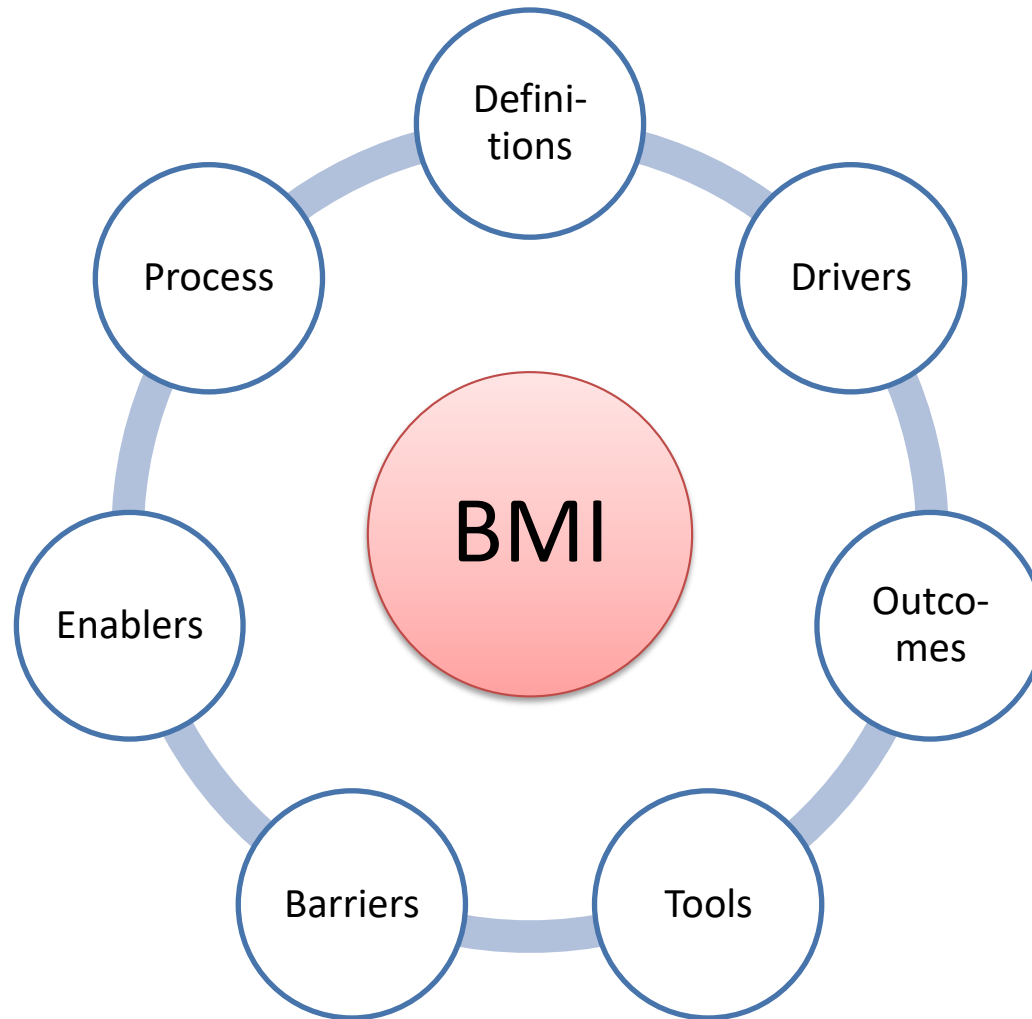 Defini-
tions
Drivers
Outco-
mes
Tools
Barriers
Enablers
Process
BMI